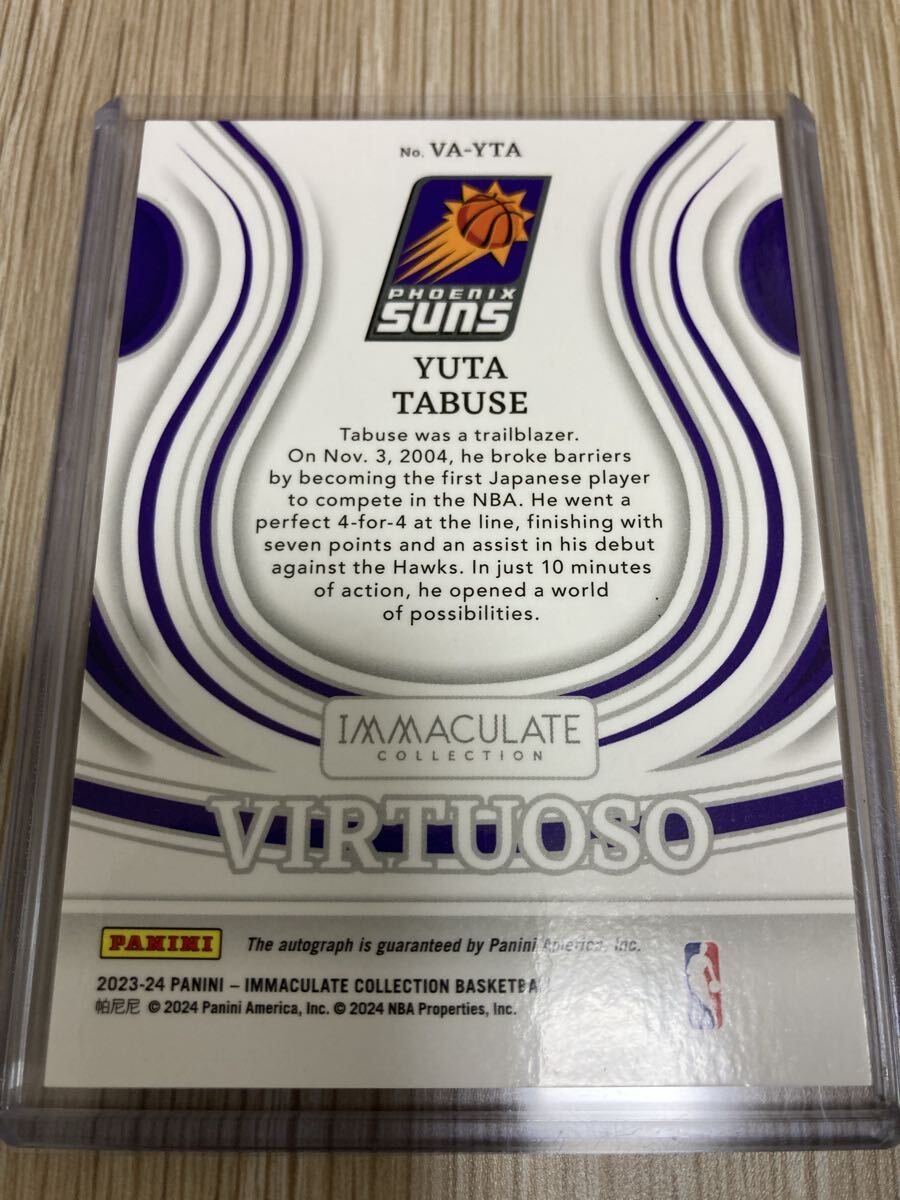 No. VA-YTA
PHOENIX
SUNS
YUTA
TABUSE
Tabuse was a trailblazer.
On Nov. 3, 2004, he broke barriers
by becoming the first Japanese player
to compete in the NBA. He went a
perfect 4-for-4 at the line, finishing with
seven points and an assist in his debut
against the Hawks. In just 10 minutes
of action, he opened a world
of possibilities.
IMMACULATE
COLLECTION
VIRTUOSO
PANINI
The autograph is guaranteed by Panini America, Inc.
2023-24 PANINI – IMMACULATE COLLECTION BASKETBALL
帕尼尼 © 2024 Panini America, Inc. © 2024 NBA Properties, Inc.